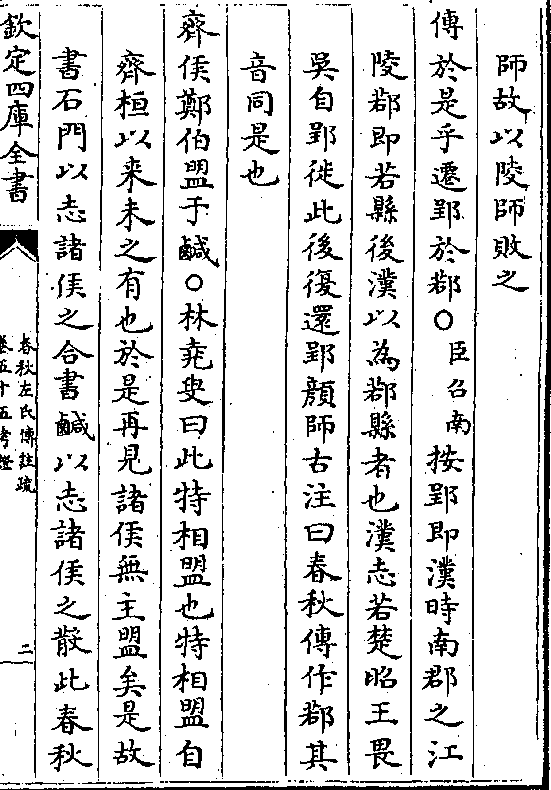 師故以陵師敗之
傳於是乎遷郢於鄀○臣召南按郢即漢時南郡之江
陵鄀即若縣後漢以為鄀縣者也漢志若楚昭王畏
吳自郢徙此後復還郢顏師古注曰春秋傳作鄀其
音同是也
齊侯鄭伯盟于鹹○林堯叟曰此特相盟也特相盟自
齊桓以来未之有也於是再見諸侯無主盟矣是故
書石門以志諸侯之合書鹹以志諸侯之散此春秋
欽定四庫全書
春秋左氏傳註疏
卷五十五考證
二